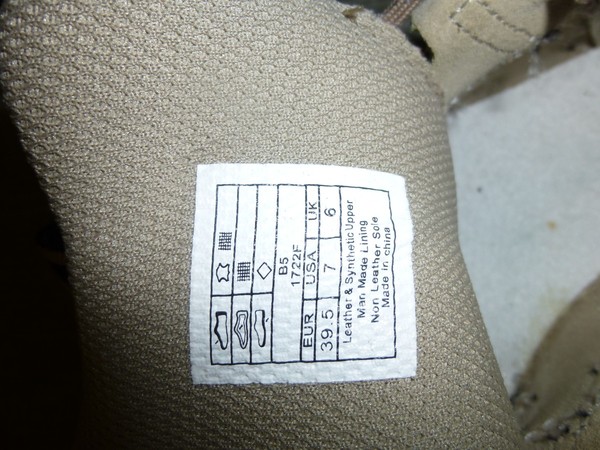 B5
1722F
EUR USA UK
39.5 7 6
Leather & Synthetic Upper
Man Made Lining
Non Leather Sole
Made in china